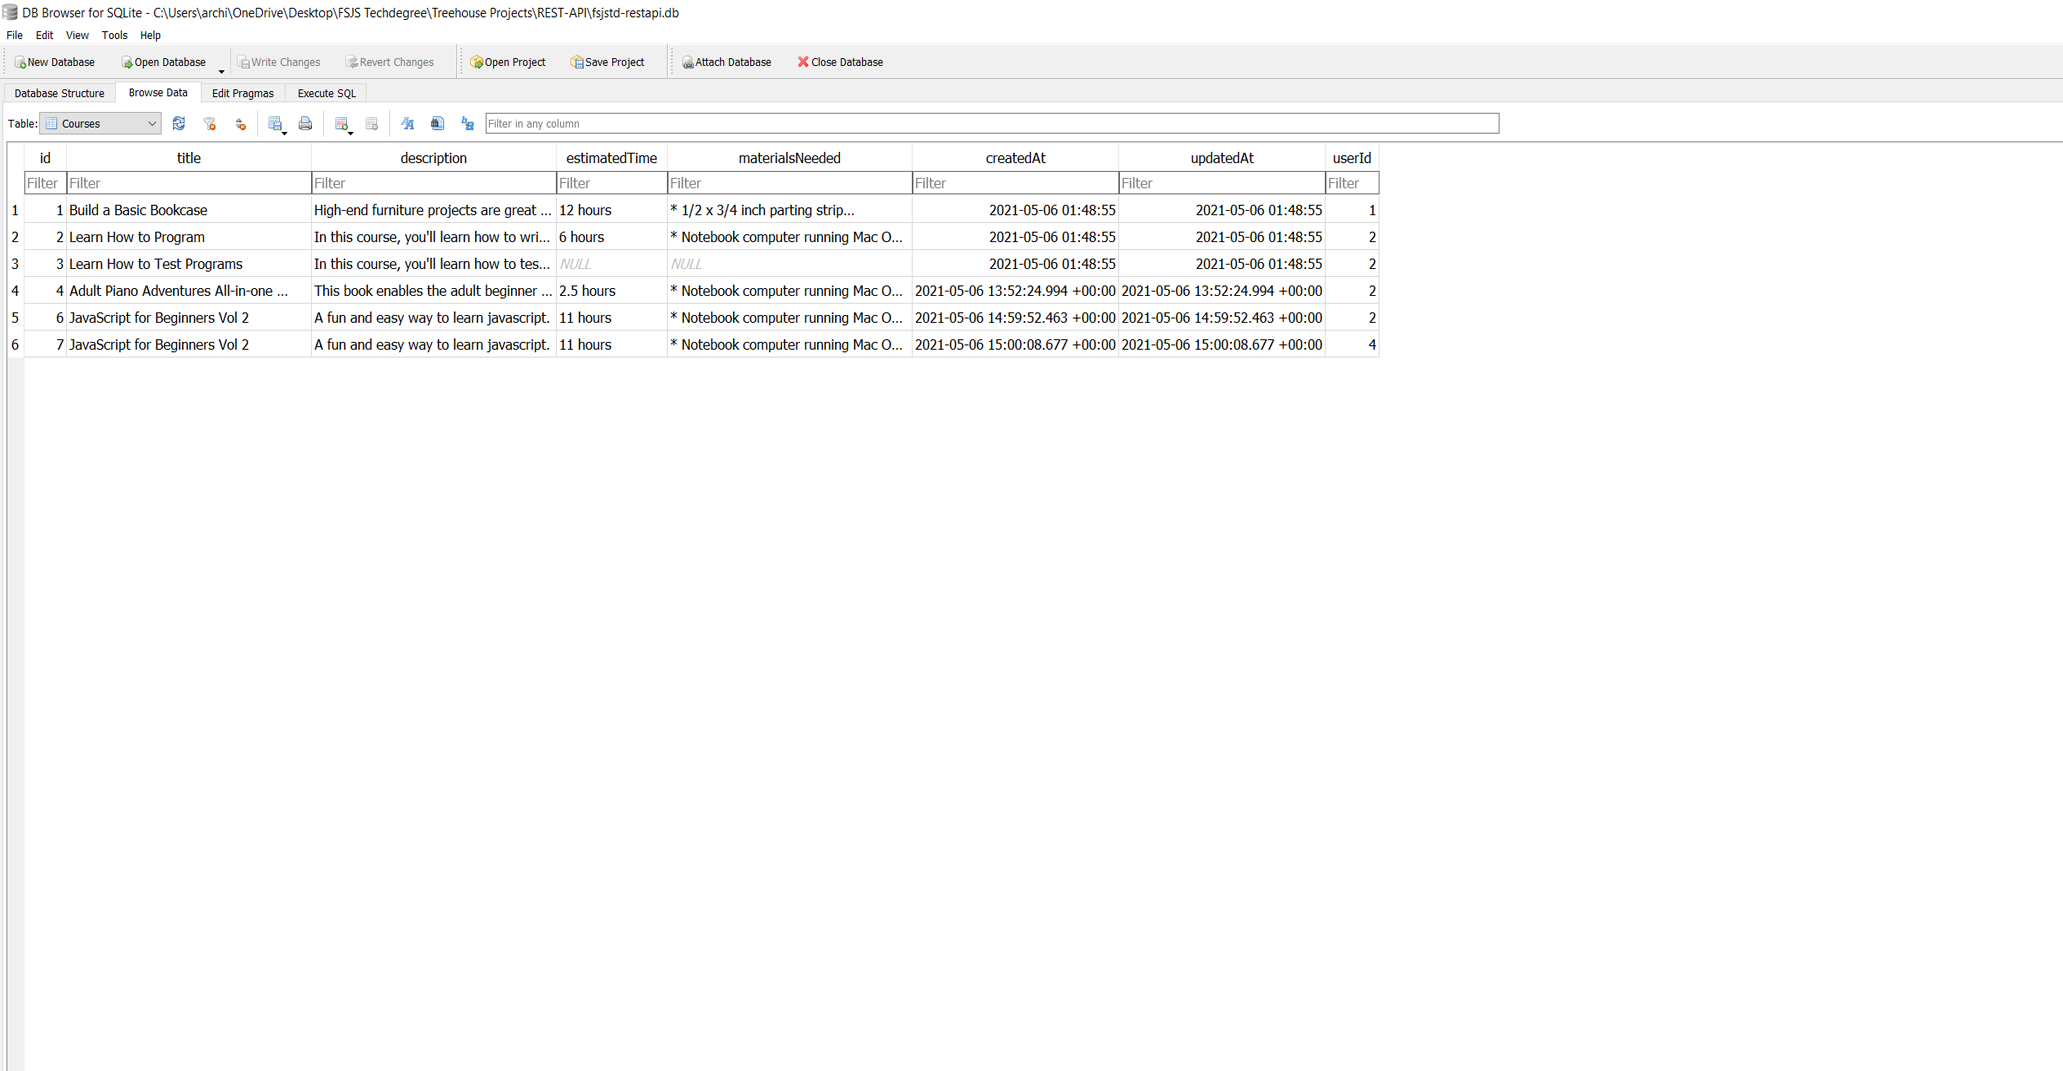 DB Browser for SQLite - C:\Users\archi\OneDrive\Desktop\FSJS Techdegree\Treehouse Projects\REST-API\fsjstd-restapi.db
File Edit View Tools Help
New Database Open Database Write Changes Revert Changes Open Project Save Project Attach Database Close Database
Database Structure Browse Data Edit Pragmas Execute SQL
Table: Courses Filter in any column
id title description estimatedTime materialsNeeded createdAt updatedAt userId
Filter Filter Filter Filter Filter Filter Filter Filter
1 1 Build a Basic Bookcase High-end furniture projects are great ... 12 hours * 1/2 x 3/4 inch parting strip... 2021-05-06 01:48:55 2021-05-06 01:48:55 1
2 2 Learn How to Program In this course, you'll learn how to wri... 6 hours * Notebook computer running Mac O... 2021-05-06 01:48:55 2021-05-06 01:48:55 2
3 3 Learn How to Test Programs In this course, you'll learn how to tes... NULL NULL 2021-05-06 01:48:55 2021-05-06 01:48:55 2
4 4 Adult Piano Adventures All-in-one ... This book enables the adult beginner ... 2.5 hours * Notebook computer running Mac O... 2021-05-06 13:52:24.994 +00:00 2021-05-06 13:52:24.994 +00:00 2
5 6 JavaScript for Beginners Vol 2 A fun and easy way to learn javascript. 11 hours * Notebook computer running Mac O... 2021-05-06 14:59:52.463 +00:00 2021-05-06 14:59:52.463 +00:00 2
6 7 JavaScript for Beginners Vol 2 A fun and easy way to learn javascript. 11 hours * Notebook computer running Mac O... 2021-05-06 15:00:08.677 +00:00 2021-05-06 15:00:08.677 +00:00 4